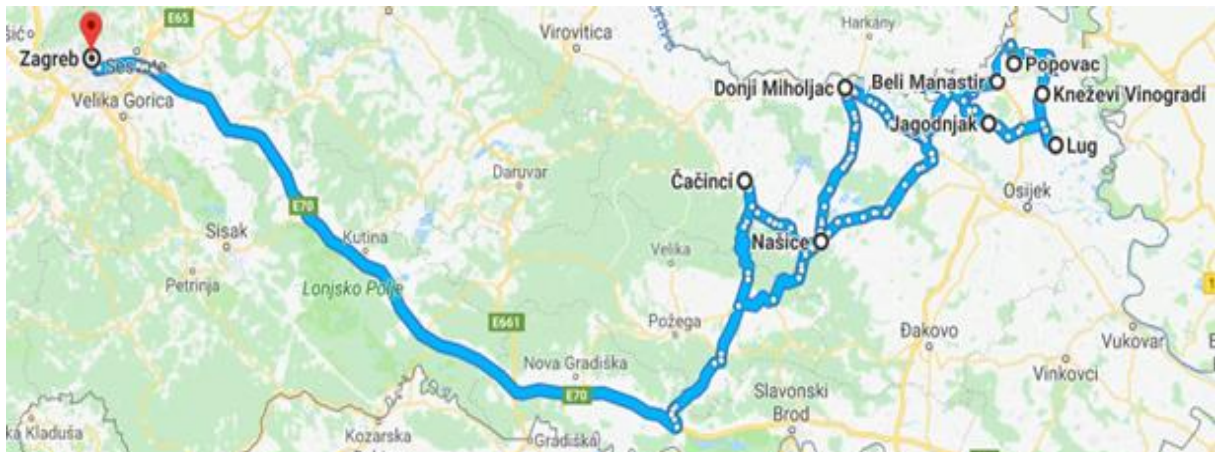 E65
Virovitica
Harkany
Zagreb
Velika Gorica
Donji Miholjac
Beli Manastir
Popovac
Kneževi Vinogradi
Jagodnjak
Lug
Čačinci
Daruvar
Osijek
E70
Sisak
Kutina
Našice
Velika
Petrinja
Lonjsko Polje
E661
Požega
Đakovo
Vukovar
Nova Gradiška
Vinkovci
E70
Slavonski
Brod
ka Kladuša
Kozarska
Gradiška